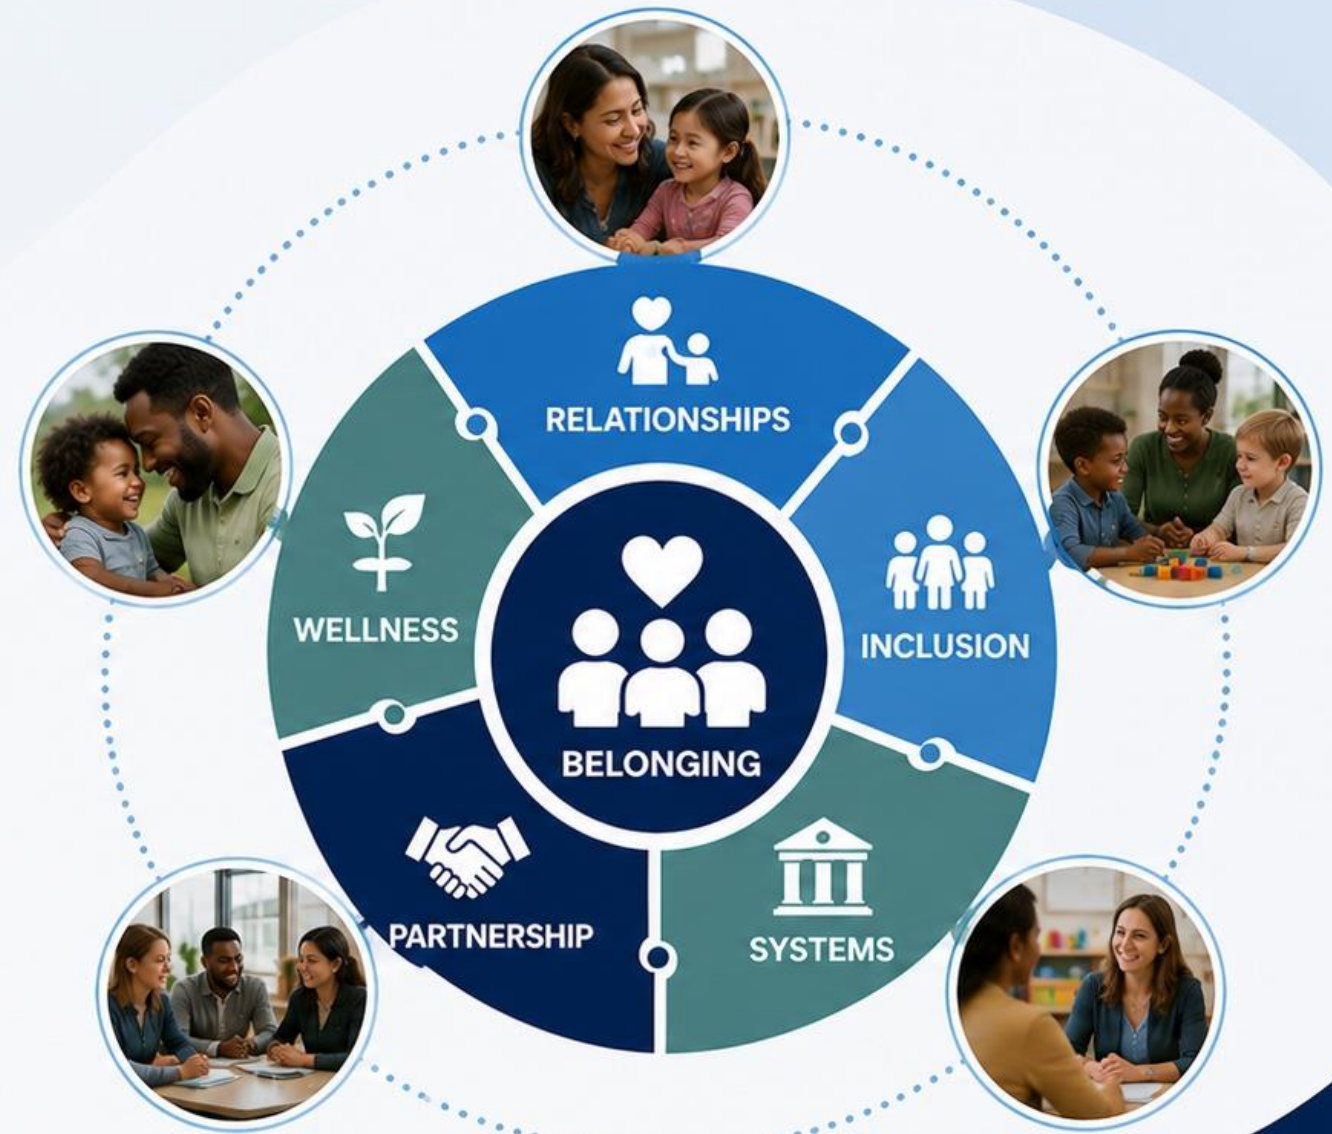 RELATIONSHIPS
WELLNESS
INCLUSION
BELONGING
PARTNERSHIP
SYSTEMS